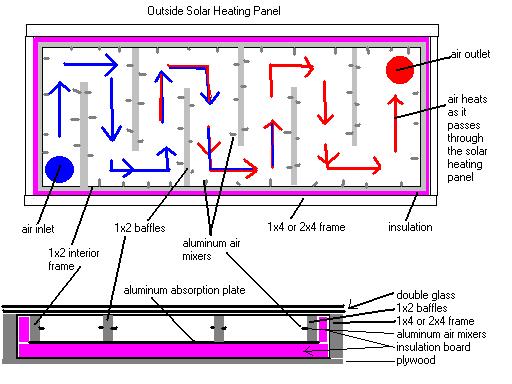 Outside Solar Heating Panel
air outlet
air heats
as it
passes
through
the solar
heating
panel
air inlet
1x2 interior
frame
1x2 baffles
aluminum air
mixers
1x4 or 2x4 frame
insulation
aluminum absorption plate
double glass
1x2 baffles
1x4 or 2x4 frame
aluminum air mixers
insulation board
plywood